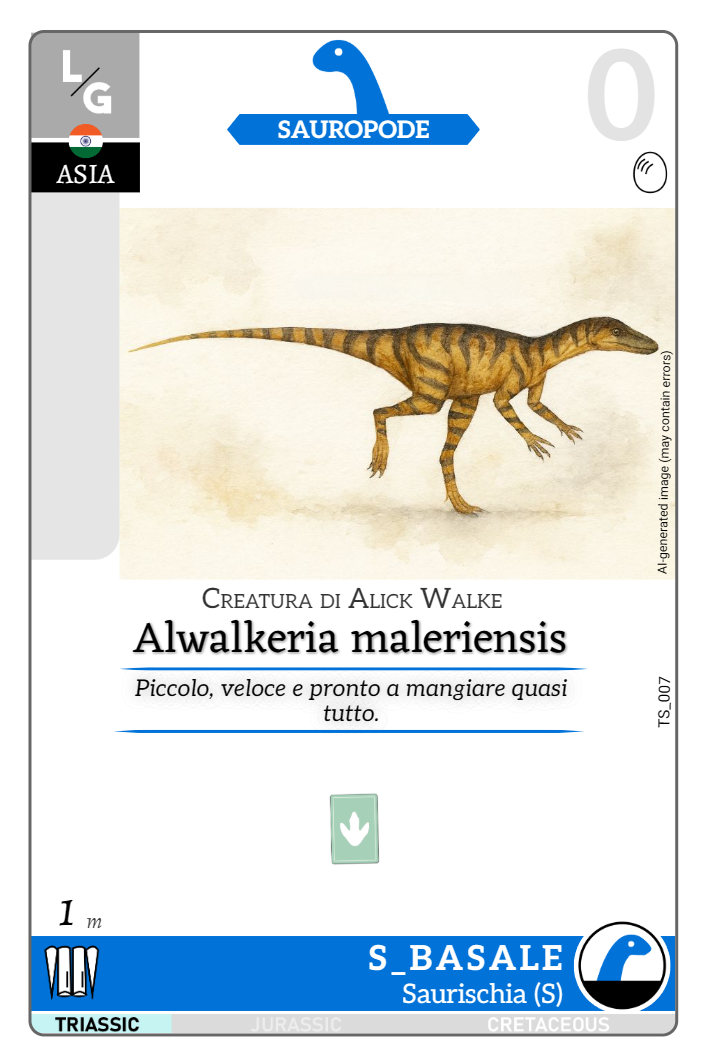 L/G
SAUROPODE
0
ASIA
AI-generated image (may contain errors)
Creatura di Alick Walke
Alwalkeria maleriensis
Piccolo, veloce e pronto a mangiare quasi
tutto.
TS_007
1 m
S_BASALE
Saurischia (S)
TRIASSIC JURASSIC CRETACEOUS